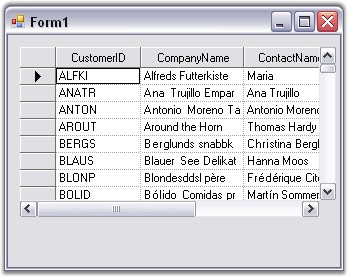 Form1
CustomerID CompanyName ContactName
ALFKI Alfreds Futterkiste Maria
ANATR Ana Trujillo Empar Ana Trujillo
ANTON Antonio Moreno Ta Antonio Moreno
AROUT Around the Horn Thomas Hardy
BERGS Berglunds snabbk Christina Bergl
BLAUS Blauer See Delikat Hanna Moos
BLONP Blondesddsl père Frédérique Cite
BOLID Bólido Comidas pr Martín Sommer